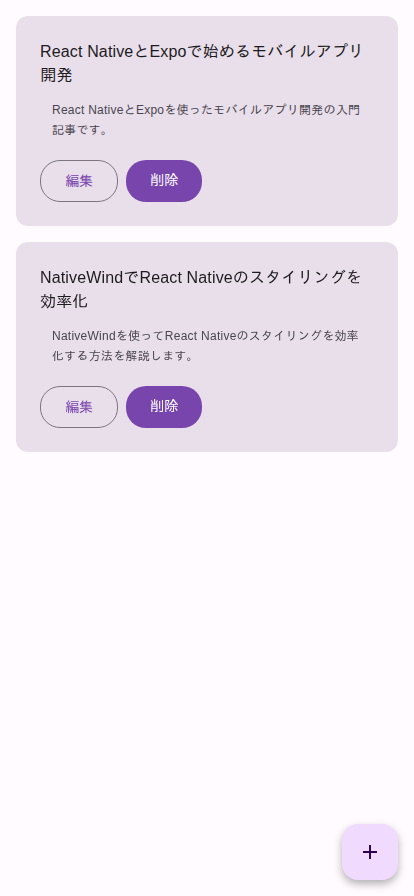 React NativeとExpoで始めるモバイルアプリ
開発
React NativeとExpoを使ったモバイルアプリ開発の入門
記事です。
編集 削除
NativeWindでReact Nativeのスタイリングを
効率化
NativeWindを使ってReact Nativeのスタイリングを効率
化する方法を解説します。
編集 削除
+